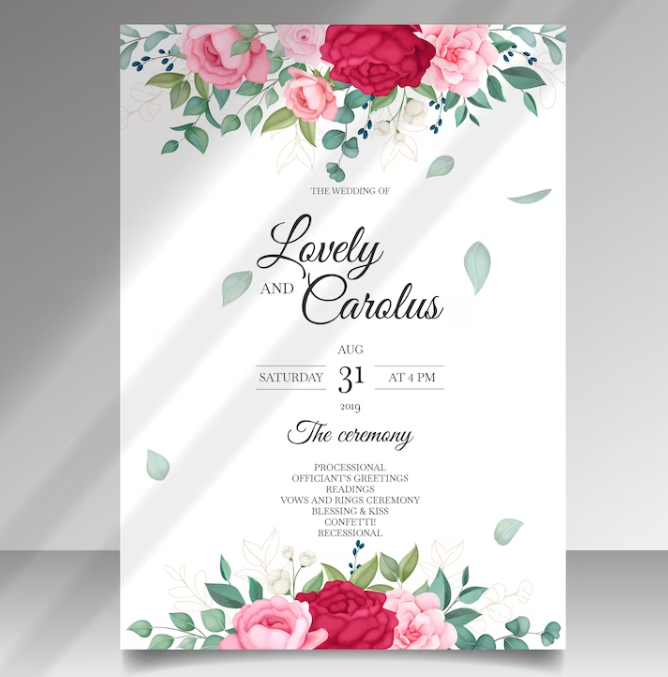 THE WEDDING OF
Lovely
AND Carolus
AUG
SATURDAY 31 AT 4 PM
2019
The ceremony
PROCESSIONAL
OFFICIANT'S GREETINGS
READINGS
VOWS AND RINGS CEREMONY
BLESSING & KISS
CONFETTI!
RECESSIONAL